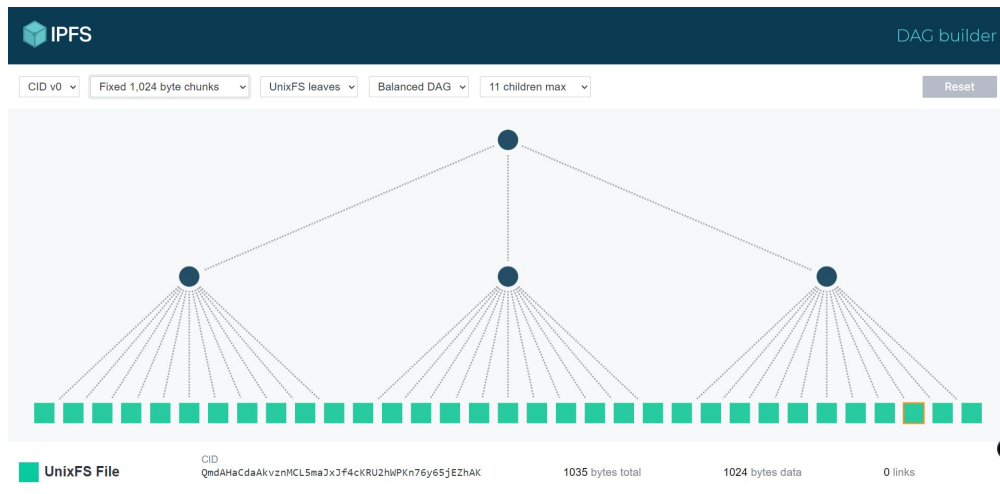 IPFS
DAG builder
CID v0
Fixed 1,024 byte chunks
UnixFS leaves
Balanced DAG
11 children max
Reset
UnixFS File
CID
QmdAHaCdaAkvznMCL5maJxJf4cKRU2hWPKn76y65jEZhAK
1035 bytes total
1024 bytes data
0 links